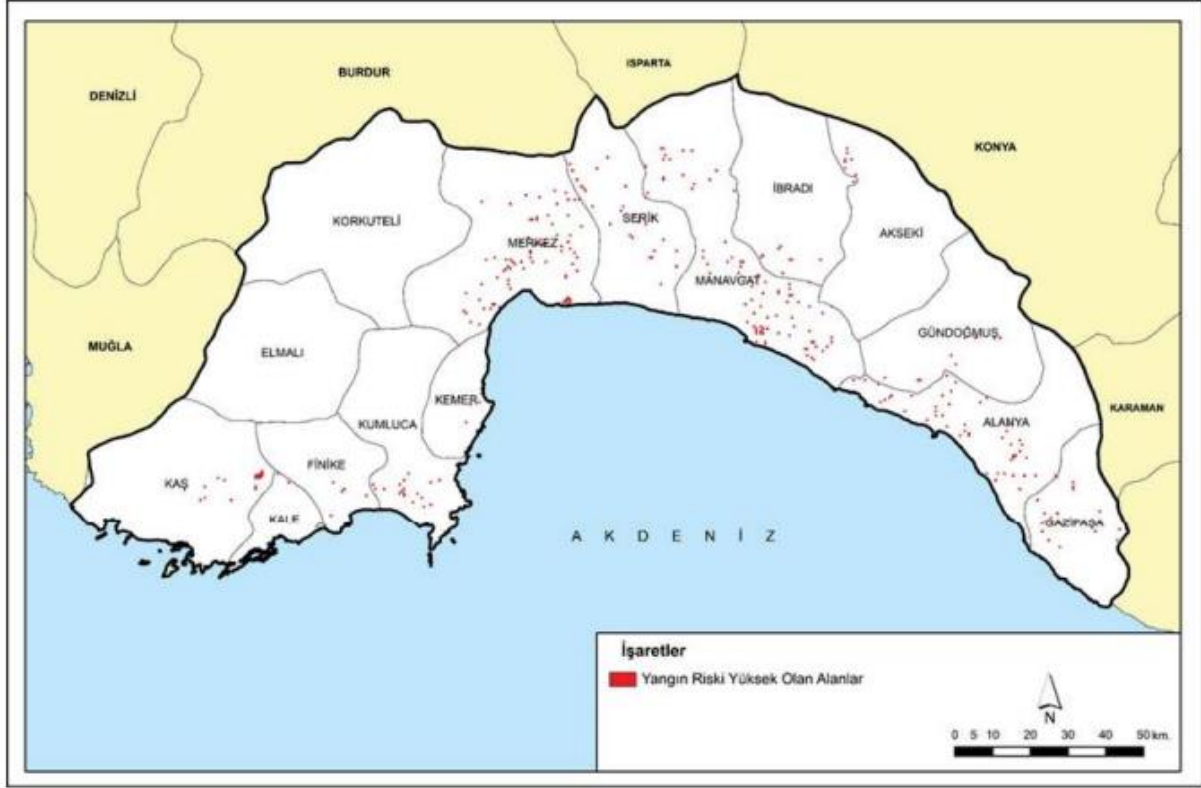 ISPARTA
BURDUR
DENİZLİ
KONYA
İBRADI
KORKUTELİ
SERİK
AKSEKİ
MERKEZ
MANAVGAT
GÜNDOĞMUŞ
MUĞLA
ELMALI
KEMER
KARAMAN
KUMLUCA
ALANYA
FİNİKE
KAŞ
KALE
GAZİPAŞA
A K D E N İ Z
İşaretler
Yangın Riski Yüksek Olan Alanlar
N
0 5 10 20 30 40 50 km.